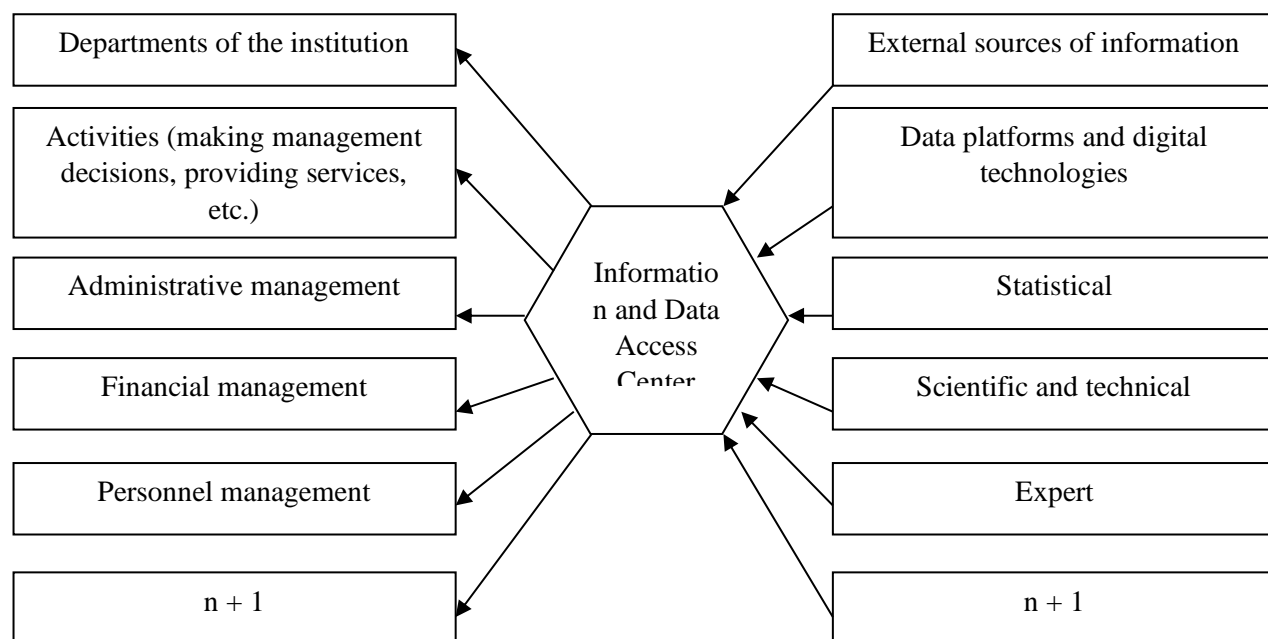 Departments of the institution
External sources of information
Activities (making management
decisions, providing services,
etc.)
Data platforms and digital
technologies
Informatio
n and Data
Access
Center
Administrative management
Statistical
Financial management
Scientific and technical
Personnel management
Expert
n + 1
n + 1